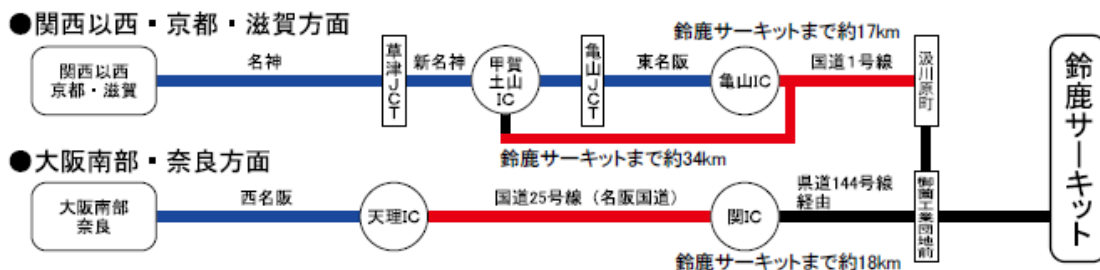 ●関西以西・京都・滋賀方面
鈴鹿サーキットまで約17km
関西以西
京都・滋賀
名神
草津JCT
新名神
甲賀
土山
IC
亀山JCT
東名阪
亀山IC
国道1号線
汲川原町
鈴鹿サーキットまで約34km
●大阪南部・奈良方面
大阪南部
奈良
西名阪
天理IC
国道25号線（名阪国道）
関IC
県道144号線
経由
御薗工業団地前
鈴鹿サーキットまで約18km
鈴鹿サーキット